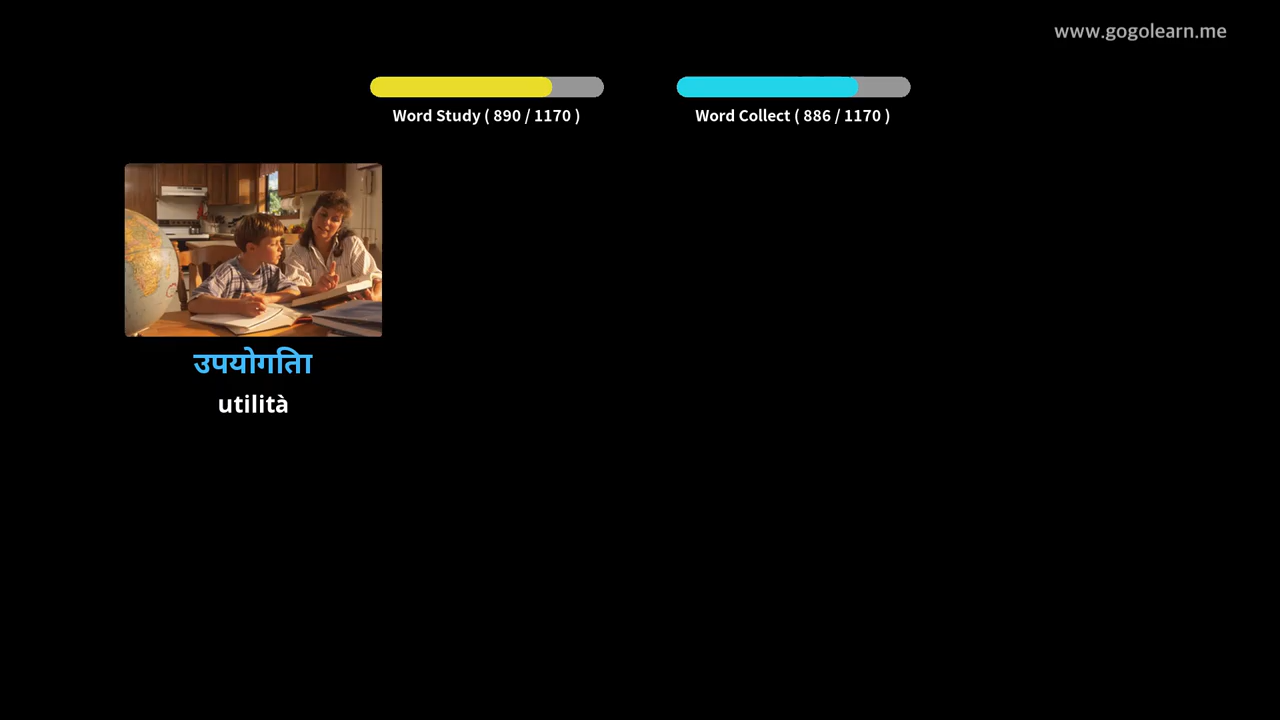 www.gogolearn.me
Word Study ( 890 / 1170 )
Word Collect ( 886 / 1170 )
उपयोगिता
utilità